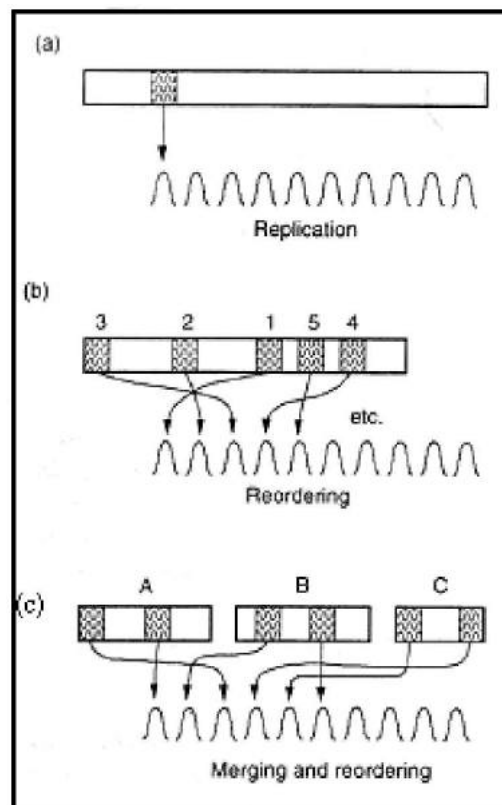 (a)
Replication
(b)
3 2 1 5 4
etc.
Reordering
(c)
A B C
Merging and reordering